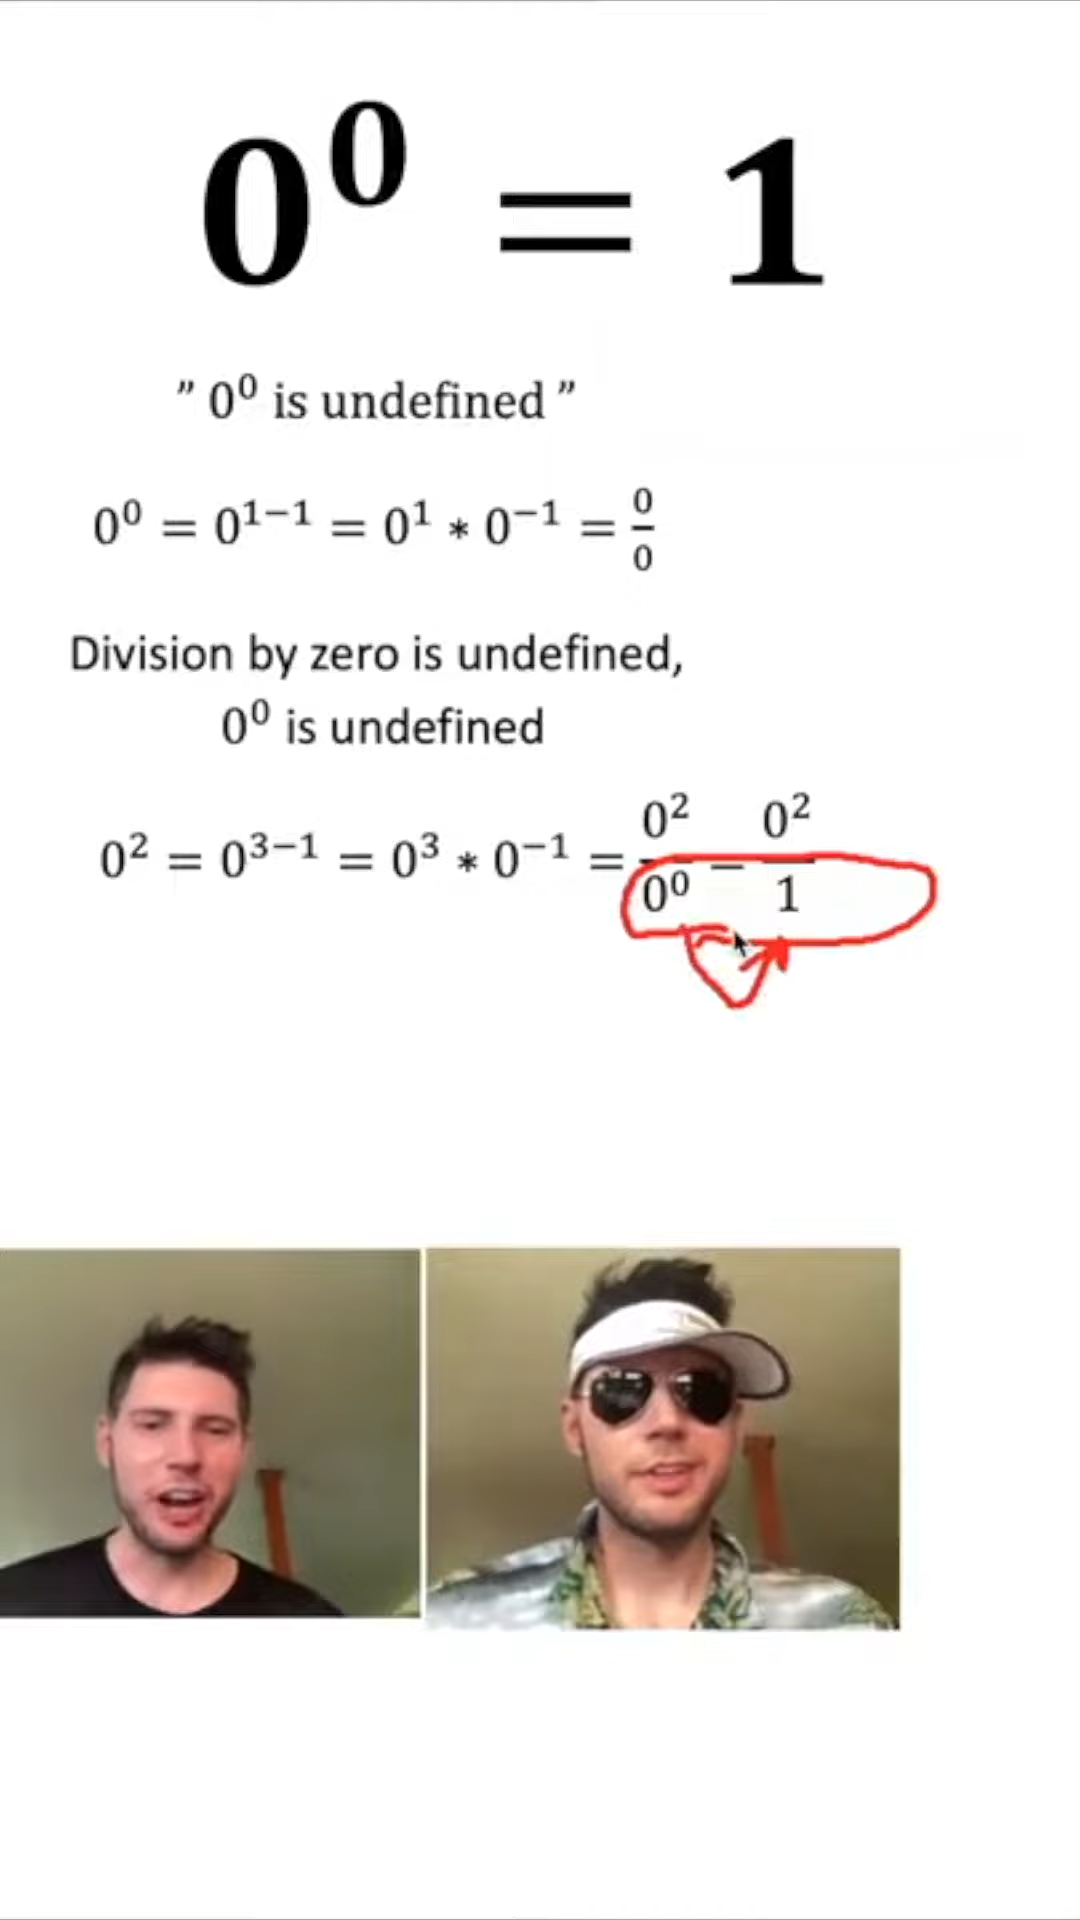 0⁰ = 1
” 0⁰ is undefined ”
0⁰ = 0¹⁻¹ = 0¹ * 0⁻¹ = 0/0
Division by zero is undefined,
0⁰ is undefined
0² = 0³⁻¹ = 0³ * 0⁻¹ = 0²/0⁰ = 0²/1